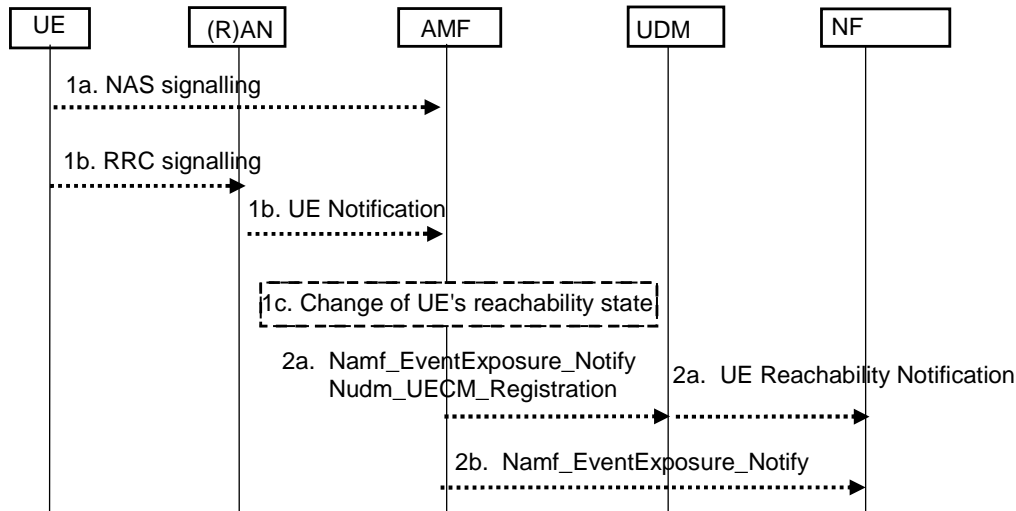 UE
(R)AN
AMF
UDM
NF
1a. NAS signalling
1b. RRC signalling
1b. UE Notification
1c. Change of UE's reachability state
2a. Namf_EventExposure_Notify
Nudm_UECM_Registration
2a. UE Reachability Notification
2b. Namf_EventExposure_Notify